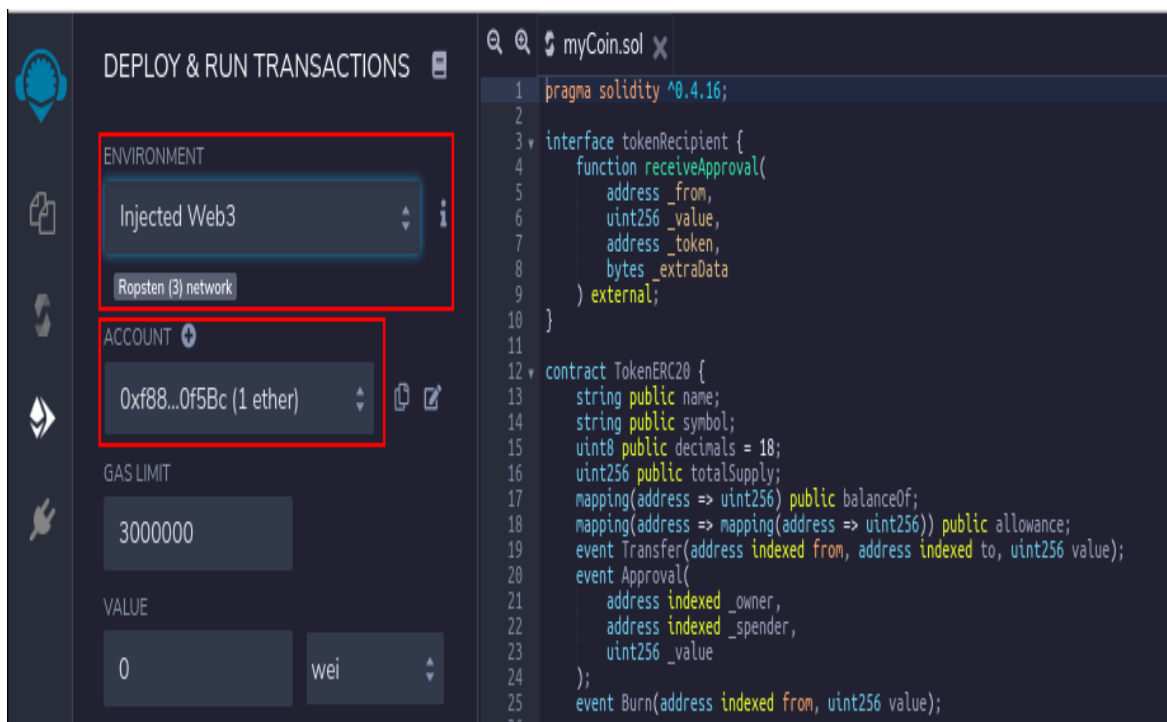 DEPLOY & RUN TRANSACTIONS
ENVIRONMENT
Injected Web3
Ropsten (3) network
ACCOUNT
0xf88...0f5Bc (1 ether)
GAS LIMIT
3000000
VALUE
0
wei
myCoin.sol
1 pragma solidity ^0.4.16;
2
3 interface tokenRecipient {
4 function receiveApproval(
5 address _from,
6 uint256 _value,
7 address _token,
8 bytes _extraData
9 ) external;
10 }
11
12 contract TokenERC20 {
13 string public name;
14 string public symbol;
15 uint8 public decimals = 18;
16 uint256 public totalSupply;
17 mapping(address => uint256) public balanceOf;
18 mapping(address => mapping(address => uint256)) public allowance;
19 event Transfer(address indexed from, address indexed to, uint256 value);
20 event Approval(
21 address indexed _owner,
22 address indexed _spender,
23 uint256 _value
24 );
25 event Burn(address indexed from, uint256 value);